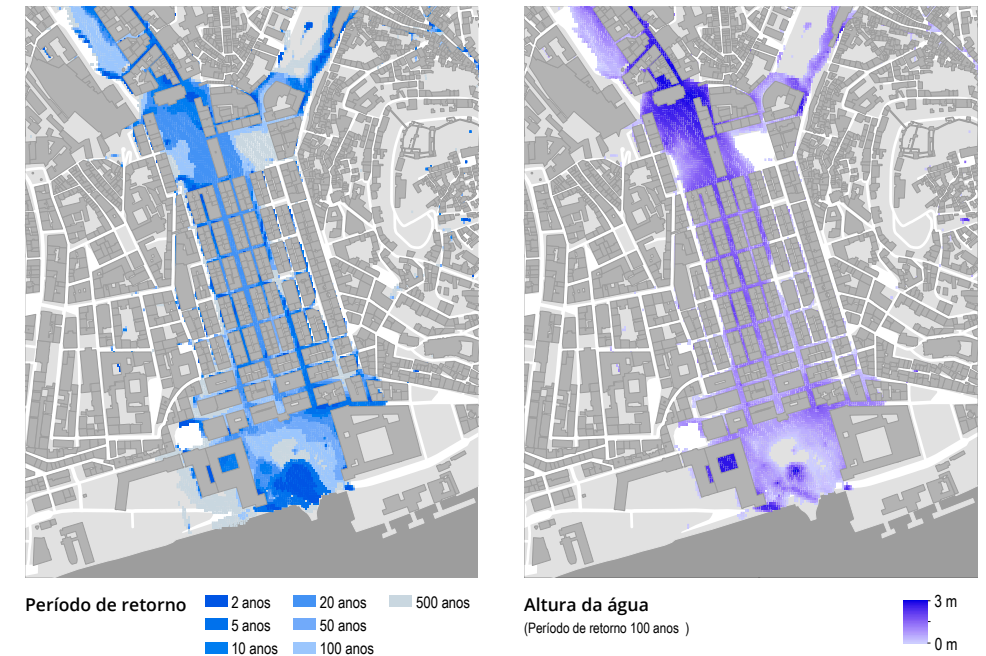 Período de retorno
2 anos
5 anos
10 anos
20 anos
50 anos
100 anos
500 anos
Altura da água
(Período de retorno 100 anos )
3 m
0 m